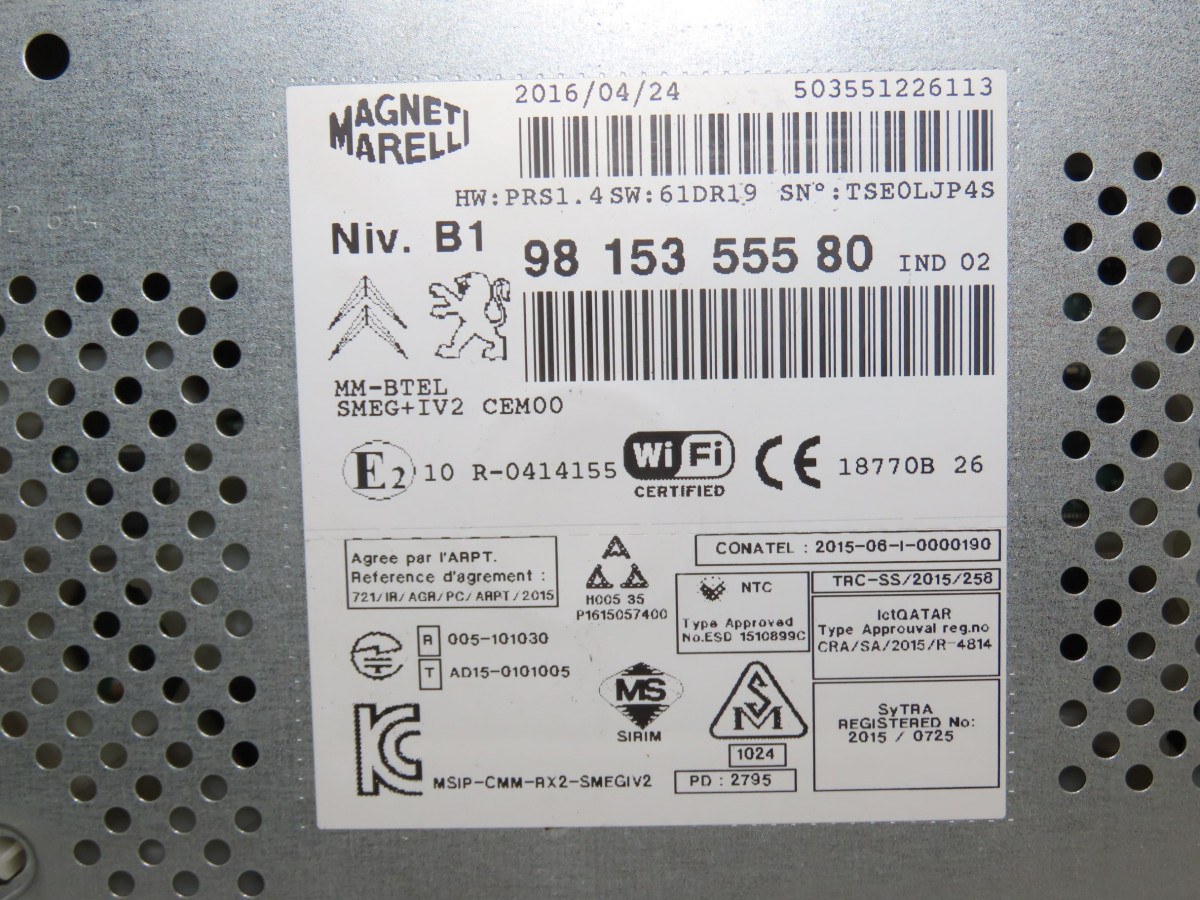 MAGNETI
MARELLI
2016/04/24 503551226113
HW:PRS1.4 SW:61DR19 SN°:TSEOLJP4S
Niv. B1
98 153 555 80 IND 02
MM-BTEL
SMEG+IV2 CEM00
E2 10 R-0414155
WiFi
CERTIFIED
CE 18770B 26
Agree par l'ARPT.
Reference d'agrement :
721/IR/AGR/PC/ARPT/2015
H005 35
P1615057400
CONATEL : 2015-06-I-0000190
NTC
Type Approved
No.ESD 1510899C
TRC-SS/2015/258
IctQATAR
Type Approuval reg.no
CRA/SA/2015/R-4814
R 005-101030
T AD15-0101005
MS
SIRIM
SM
1024
PD : 2795
SyTRA
REGISTERED No:
2015 / 0725
KC
MSIP-CMM-RX2-SMEGIV2